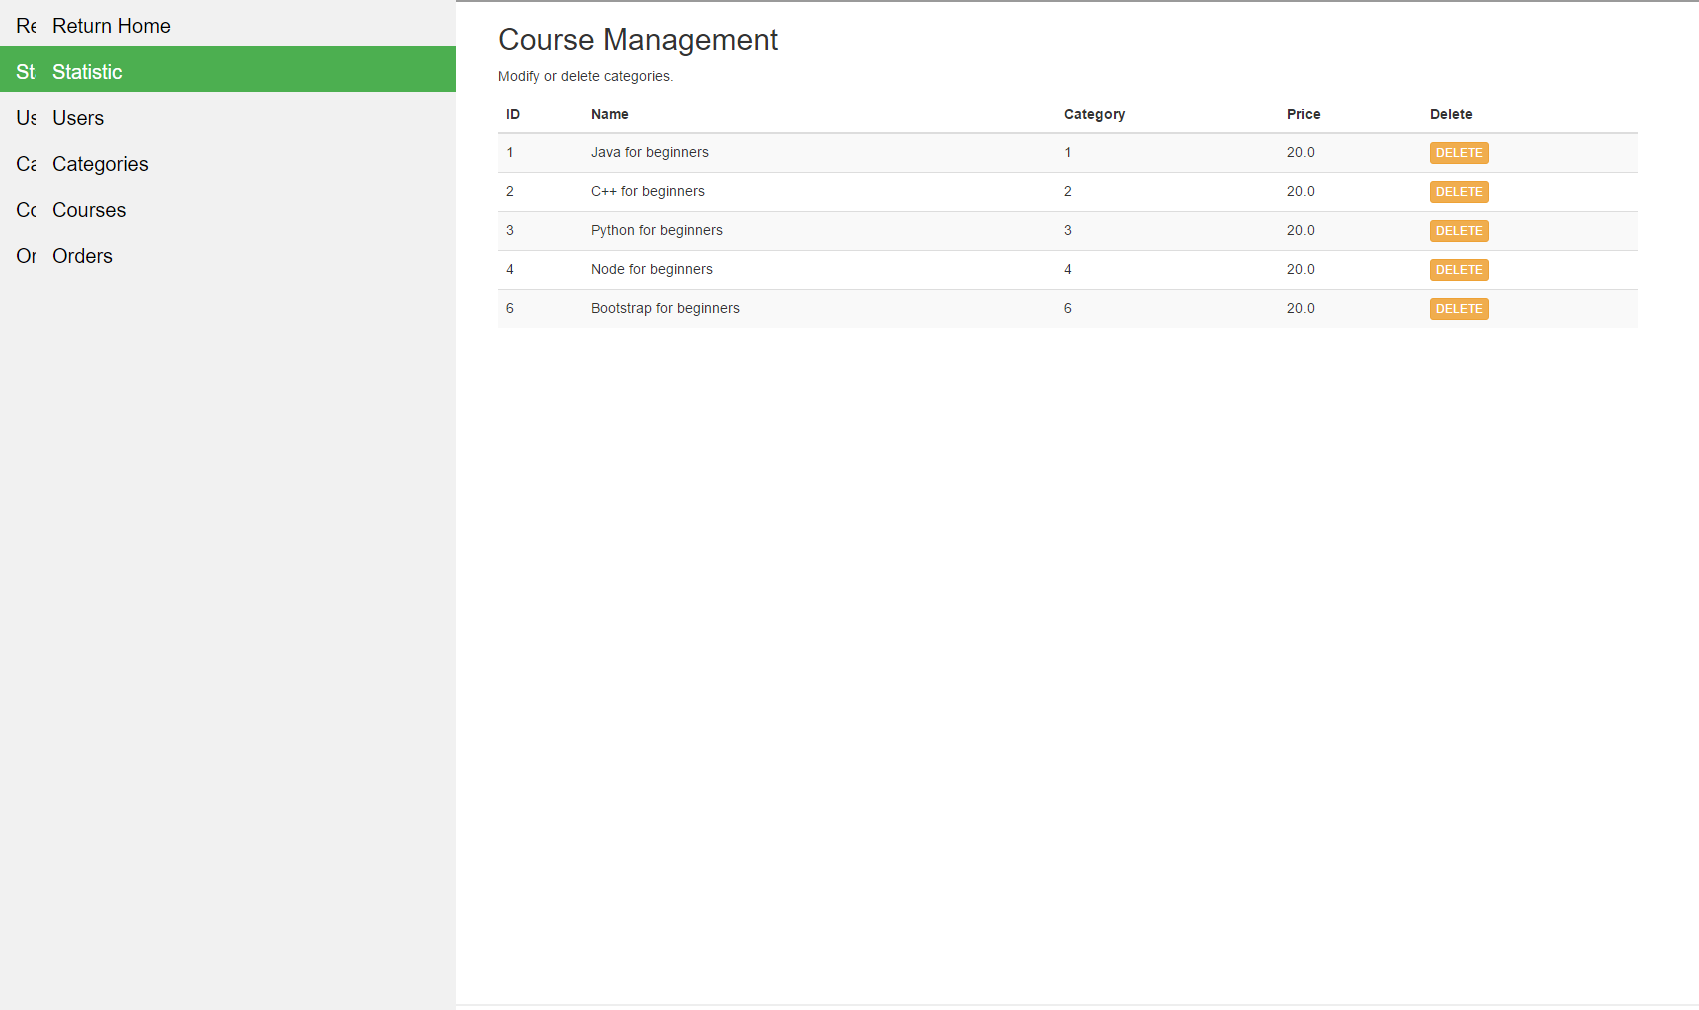 Re Return Home
St Statistic
Us Users
Ca Categories
Co Courses
Or Orders
Course Management
Modify or delete categories.
ID Name Category Price Delete
1 Java for beginners 1 20.0 DELETE
2 C++ for beginners 2 20.0 DELETE
3 Python for beginners 3 20.0 DELETE
4 Node for beginners 4 20.0 DELETE
6 Bootstrap for beginners 6 20.0 DELETE